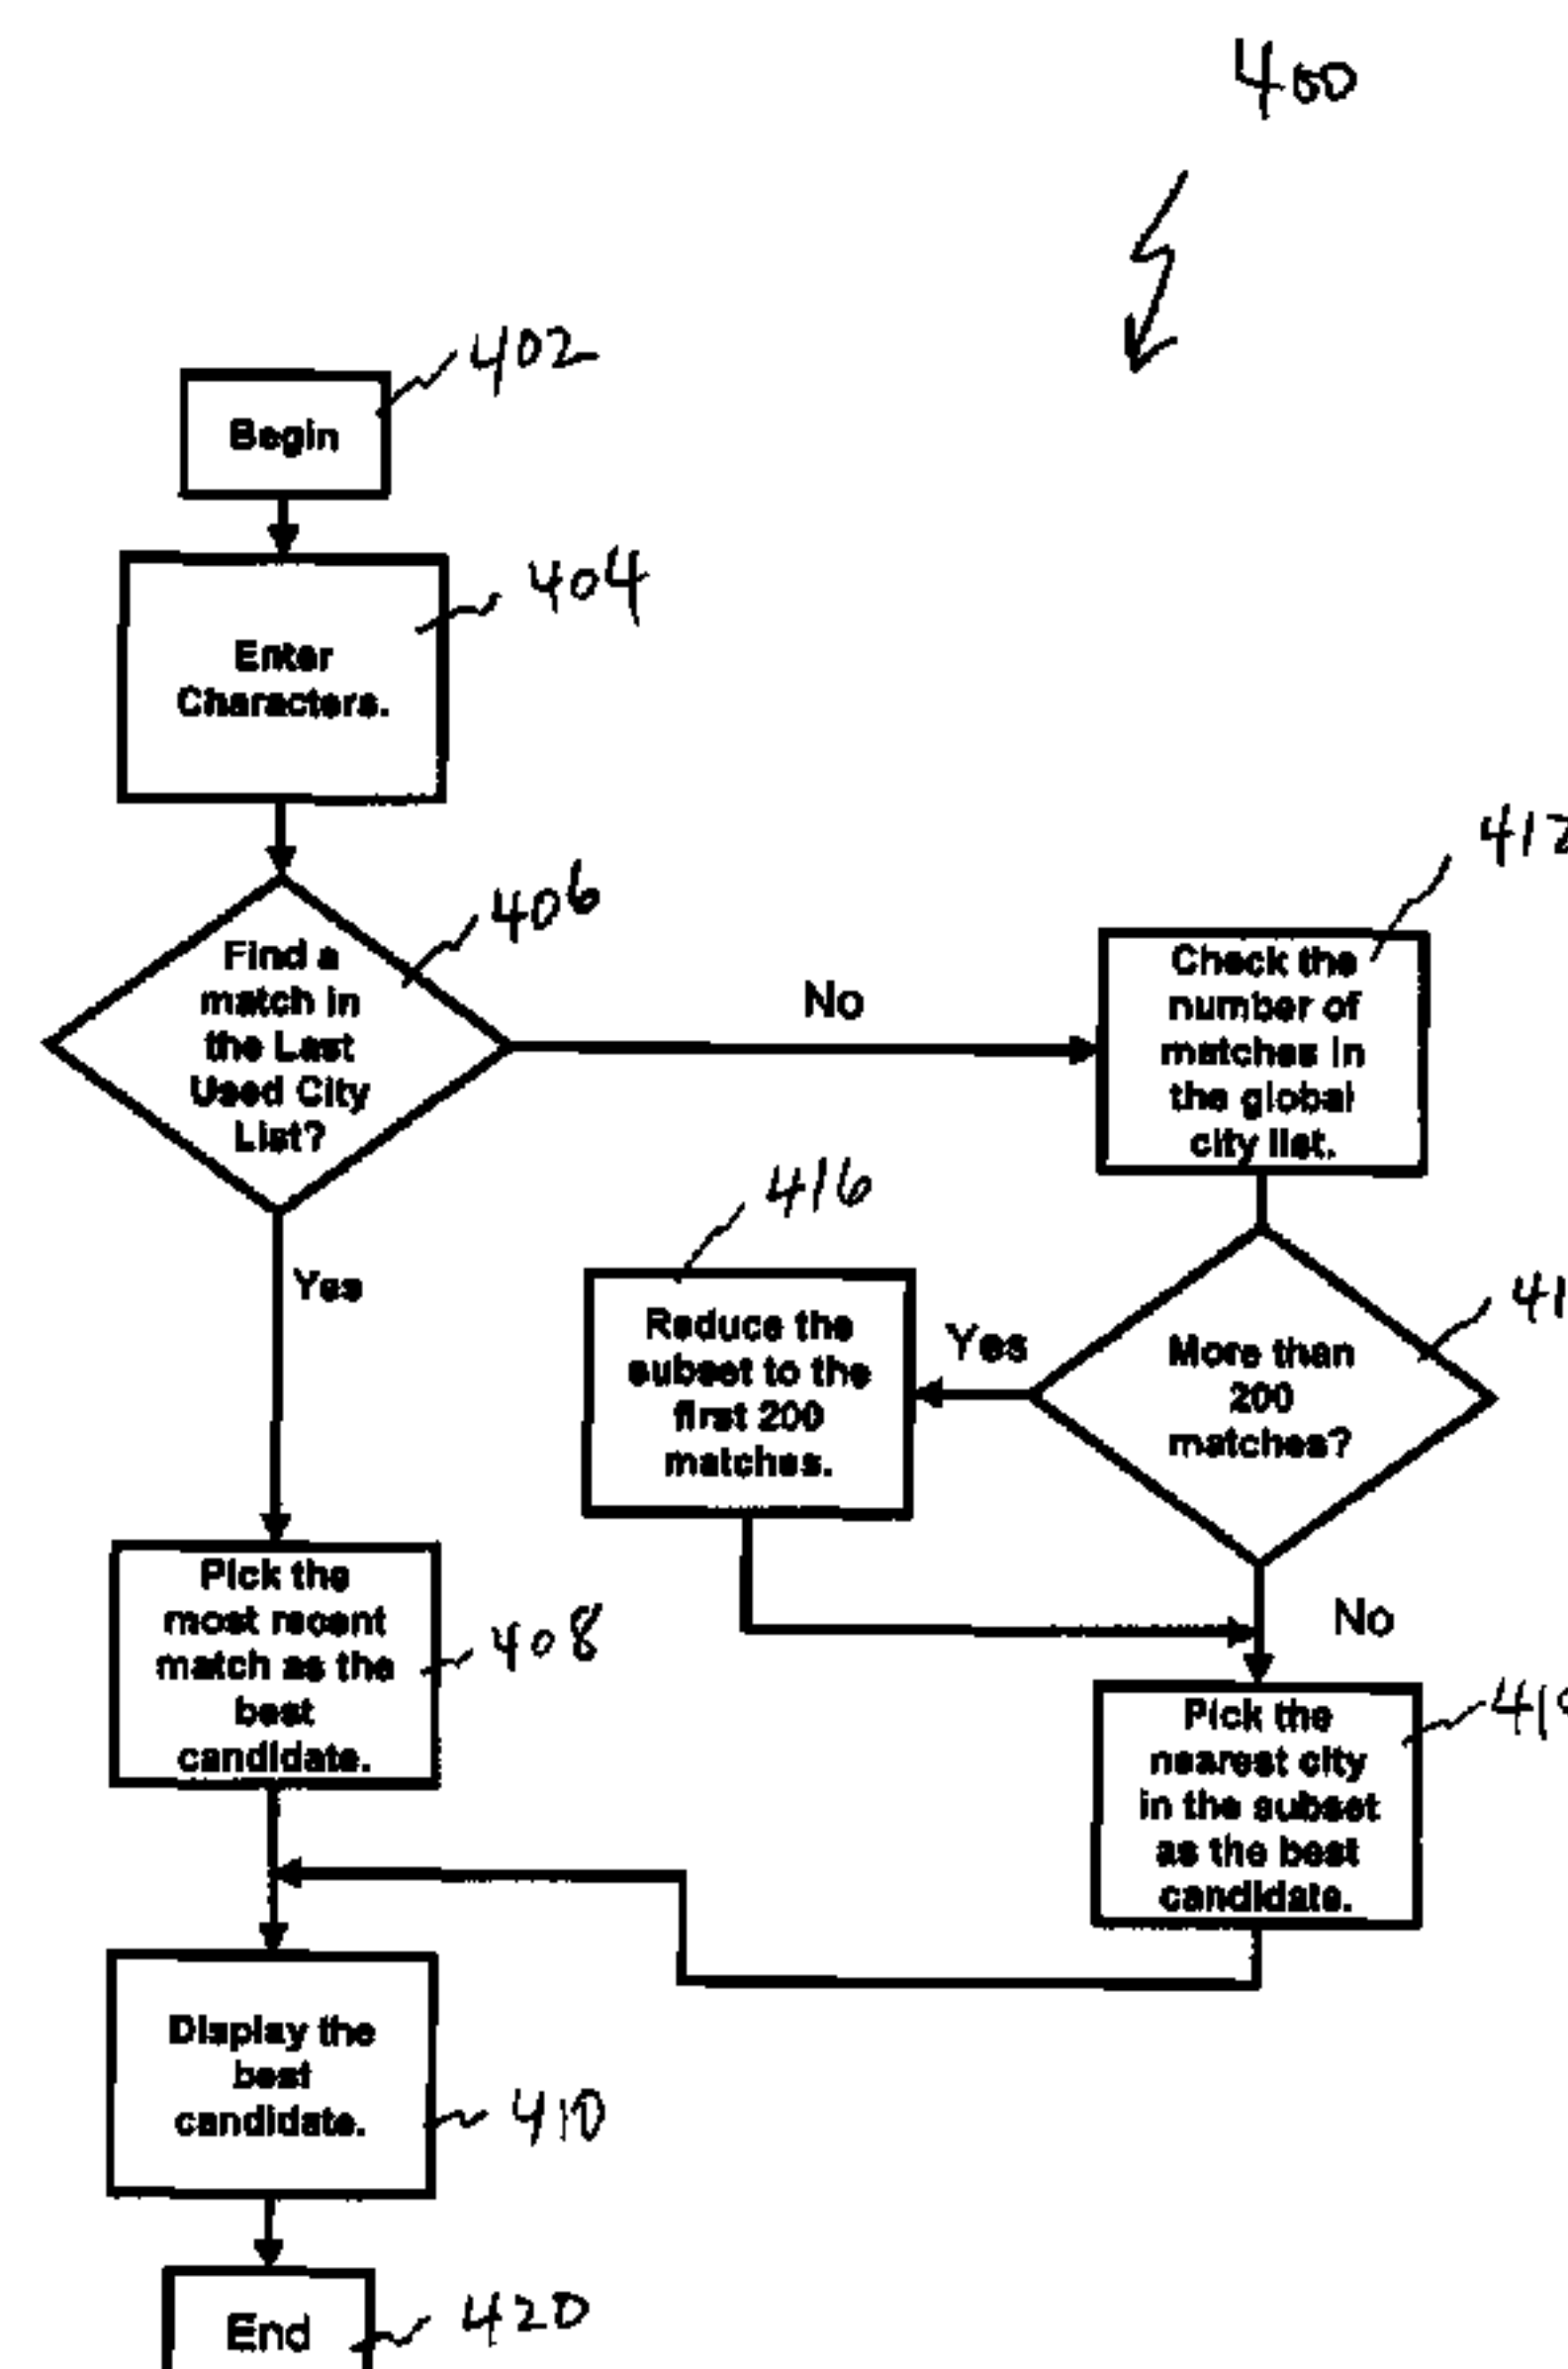 400
402
Begin
404
Enter
Characters.
406
Find a
match in
the Last
Used City
List?
No
412
Check the
number of
matches in
the global
city list.
416
Yes
Reduce the
subset to the
first 200
matches.
Yes
More than
200
matches?
Pick the
most recent
match as the
best
candidate.
408
No
Pick the
nearest city
in the subset
as the best
candidate.
Display the
best
candidate.
410
End
420